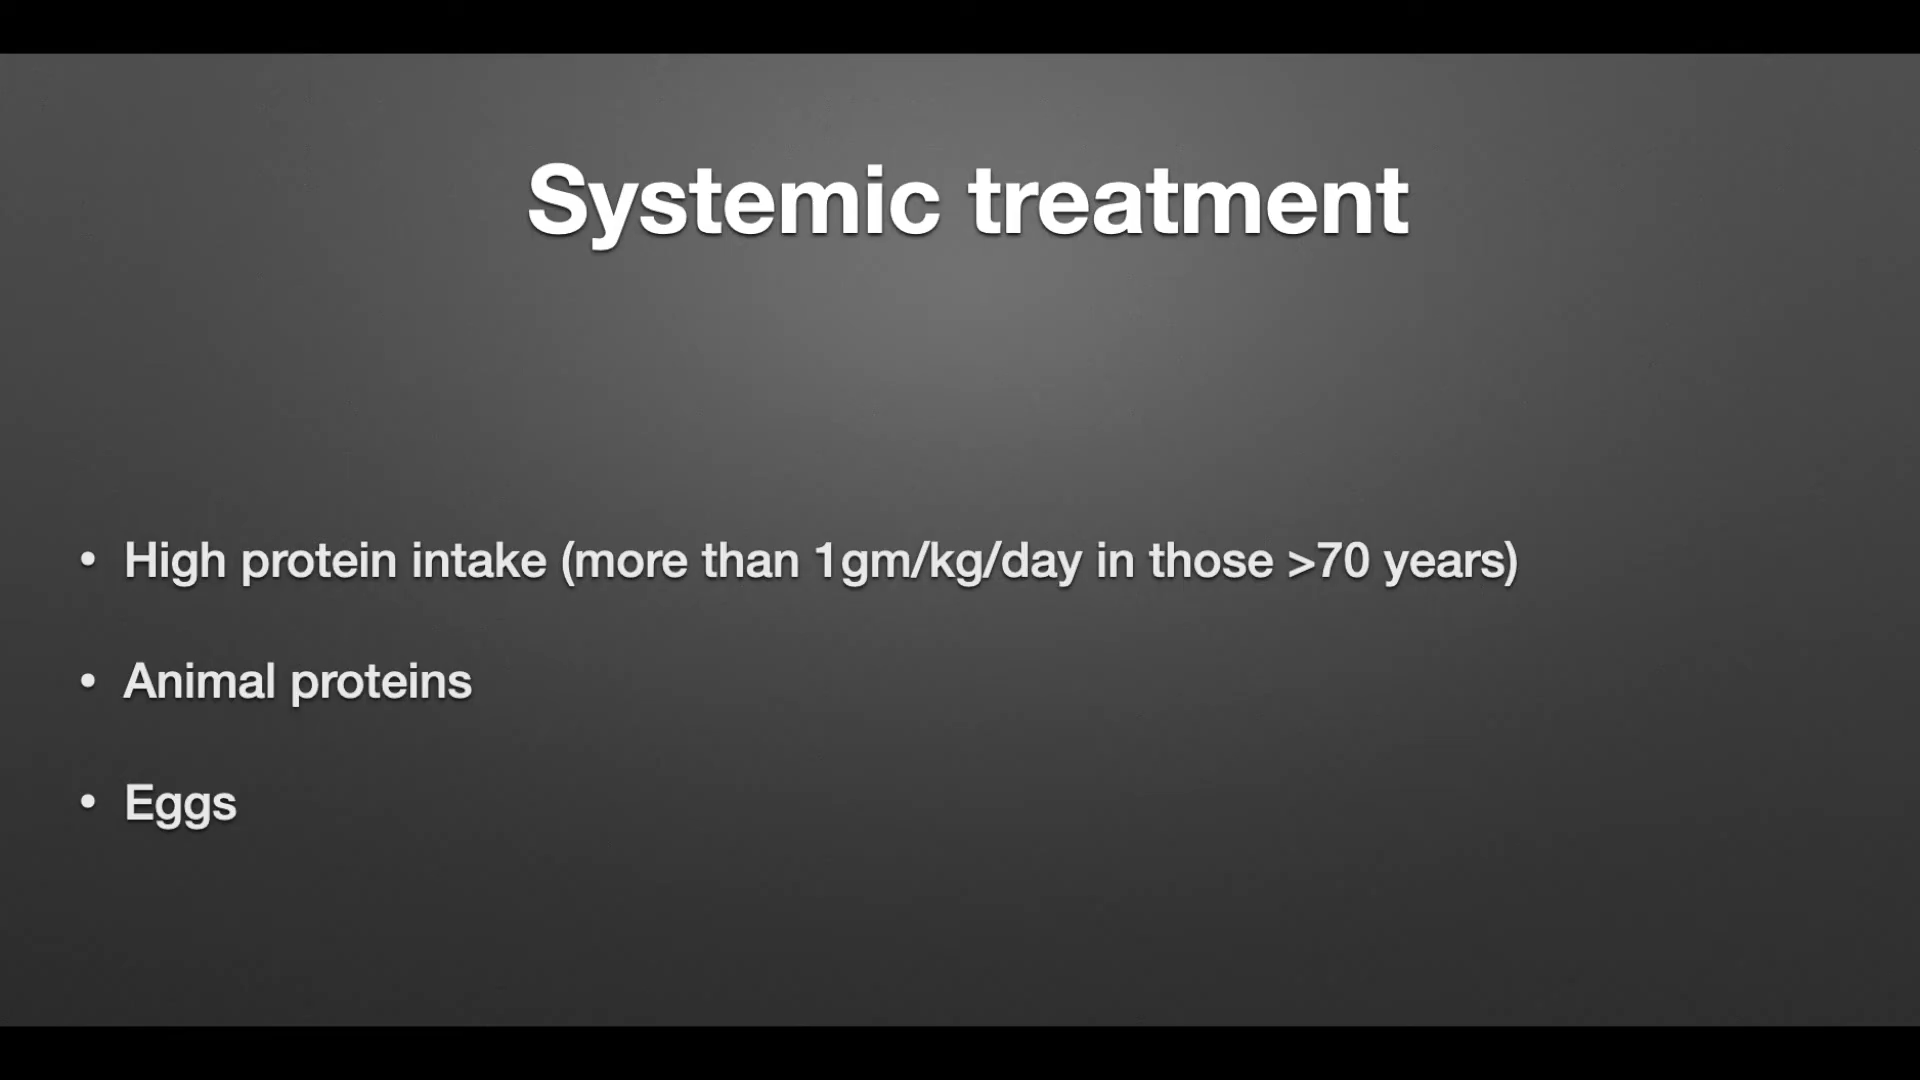 Systemic treatment
• High protein intake (more than 1gm/kg/day in those >70 years)
• Animal proteins
• Eggs